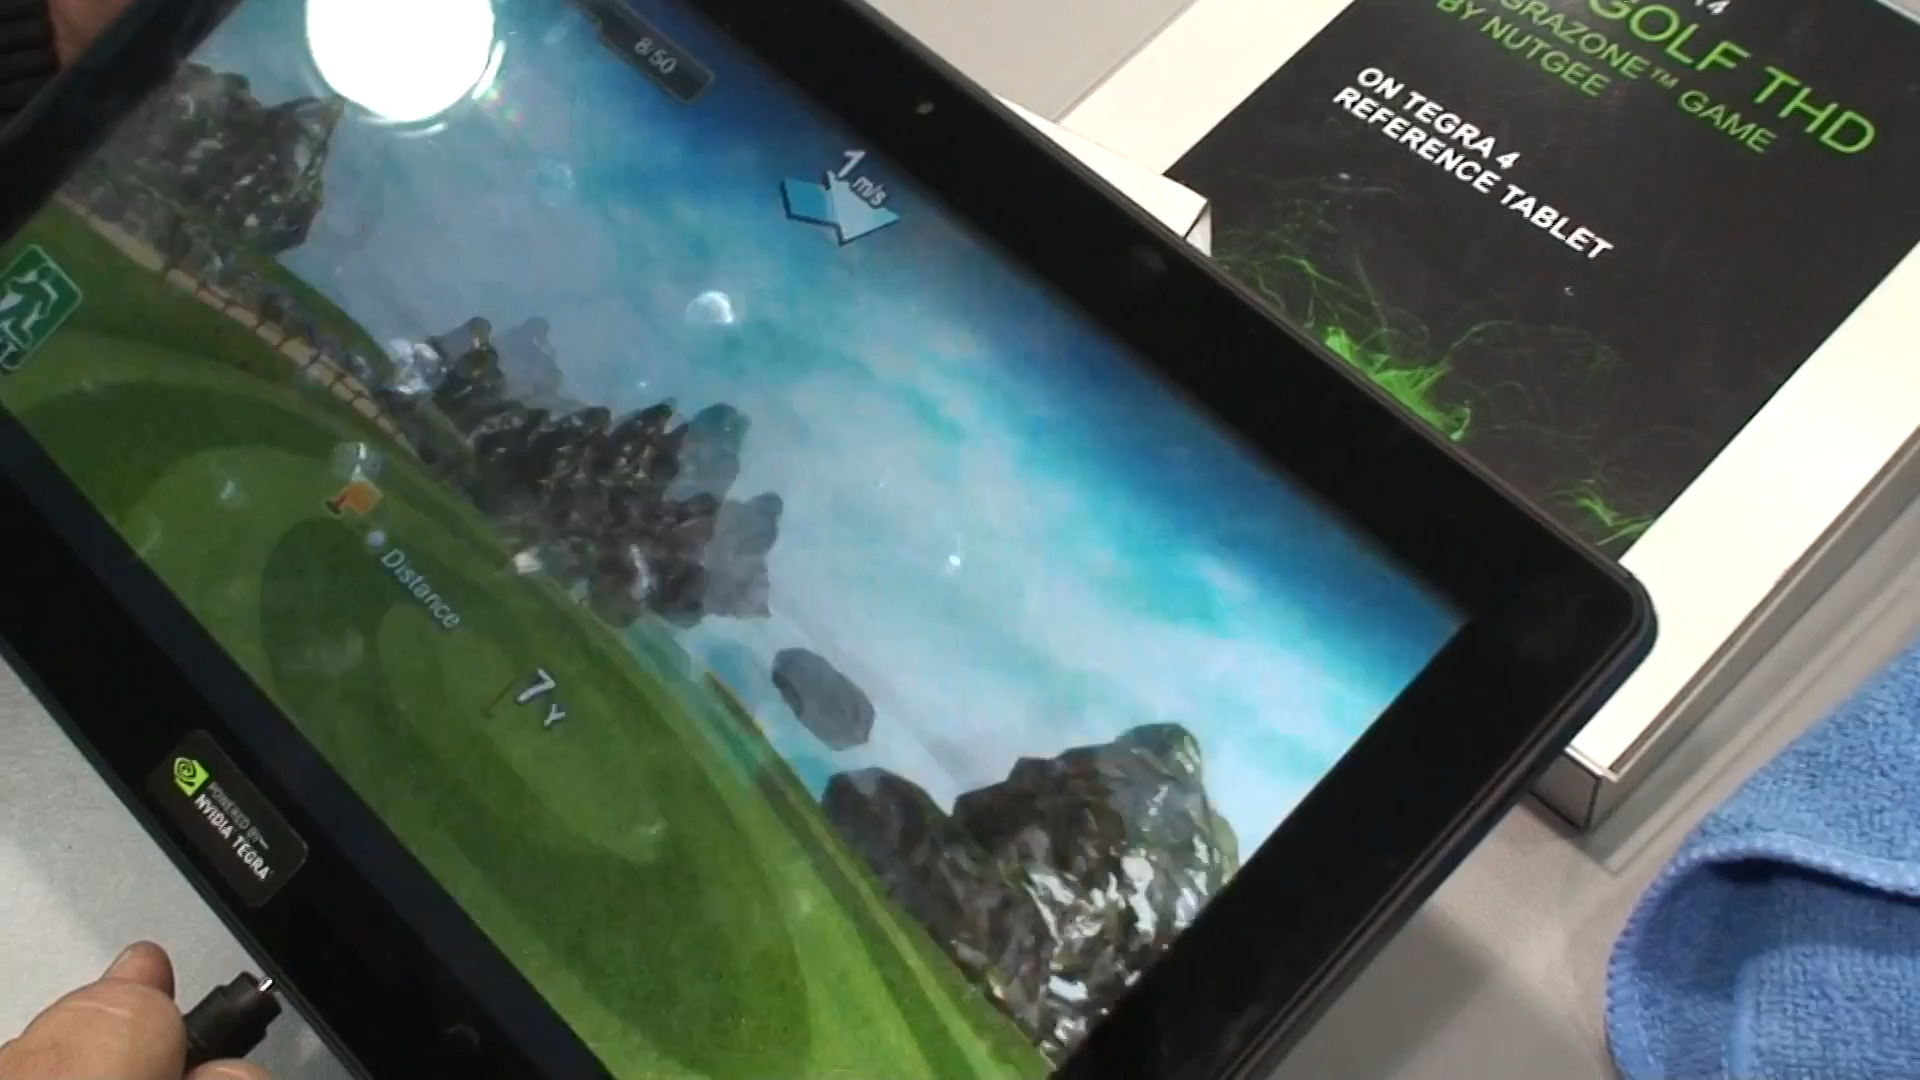 8/50
1 m/s
Distance
7 Y
POWERED BY
NVIDIA TEGRA
4
GOLF THD
GAME
BY NUTGEE
ON TEGRA 4
REFERENCE TABLET